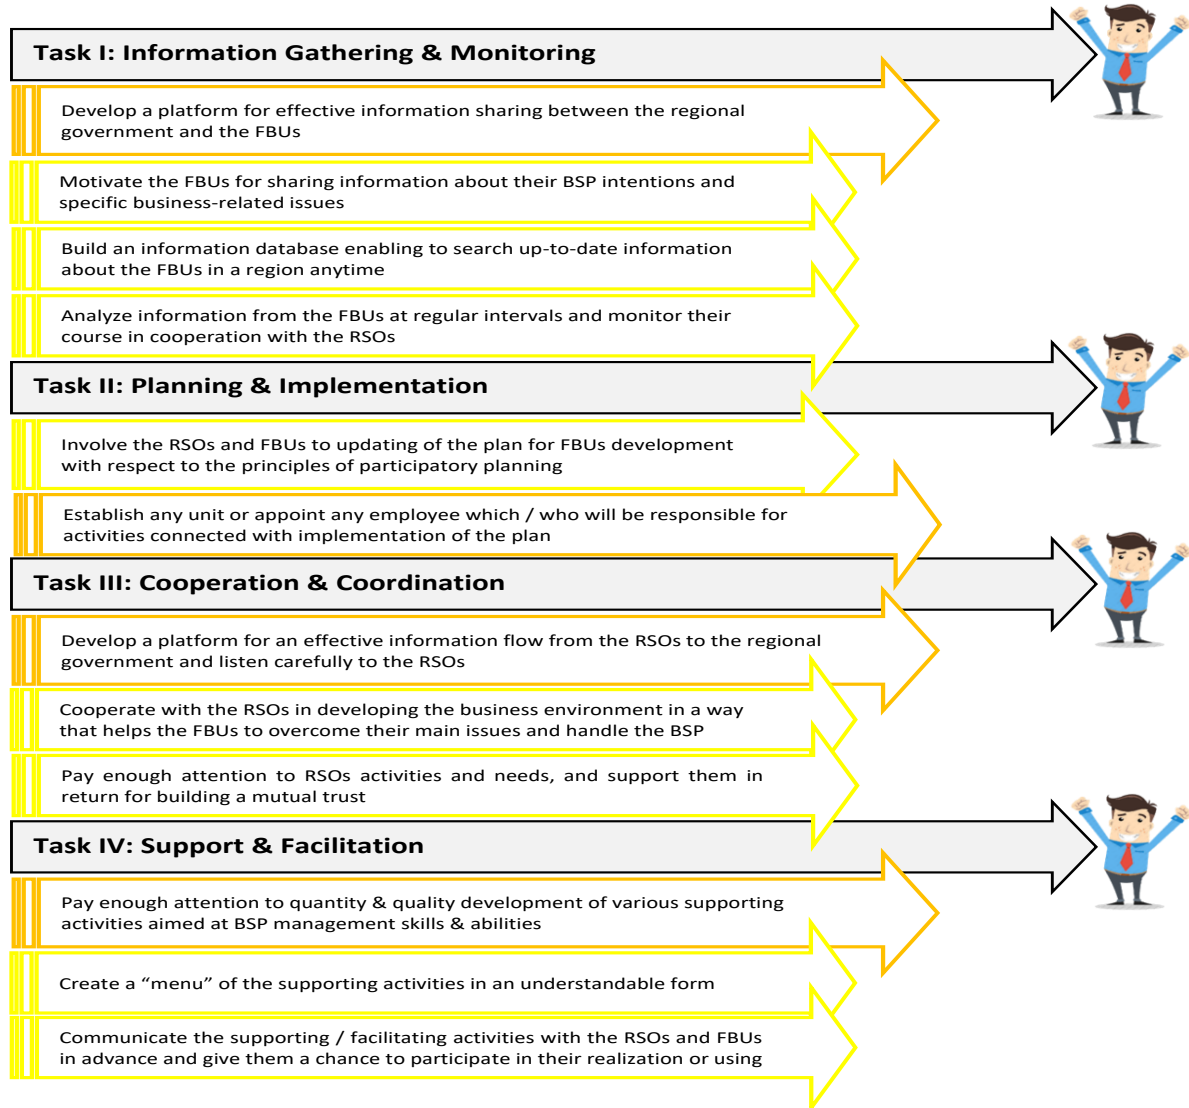 Task I: Information Gathering & Monitoring
Develop a platform for effective information sharing between the regional
government and the FBUs
Motivate the FBUs for sharing information about their BSP intentions and
specific business-related issues
Build an information database enabling to search up-to-date information
about the FBUs in a region anytime
Analyze information from the FBUs at regular intervals and monitor their
course in cooperation with the RSOs
Task II: Planning & Implementation
Involve the RSOs and FBUs to updating of the plan for FBUs development
with respect to the principles of participatory planning
Establish any unit or appoint any employee which / who will be responsible for
activities connected with implementation of the plan
Task III: Cooperation & Coordination
Develop a platform for an effective information flow from the RSOs to the regional
government and listen carefully to the RSOs
Cooperate with the RSOs in developing the business environment in a way
that helps the FBUs to overcome their main issues and handle the BSP
Pay enough attention to RSOs activities and needs, and support them in
return for building a mutual trust
Task IV: Support & Facilitation
Pay enough attention to quantity & quality development of various supporting
activities aimed at BSP management skills & abilities
Create a “menu” of the supporting activities in an understandable form
Communicate the supporting / facilitating activities with the RSOs and FBUs
in advance and give them a chance to participate in their realization or using